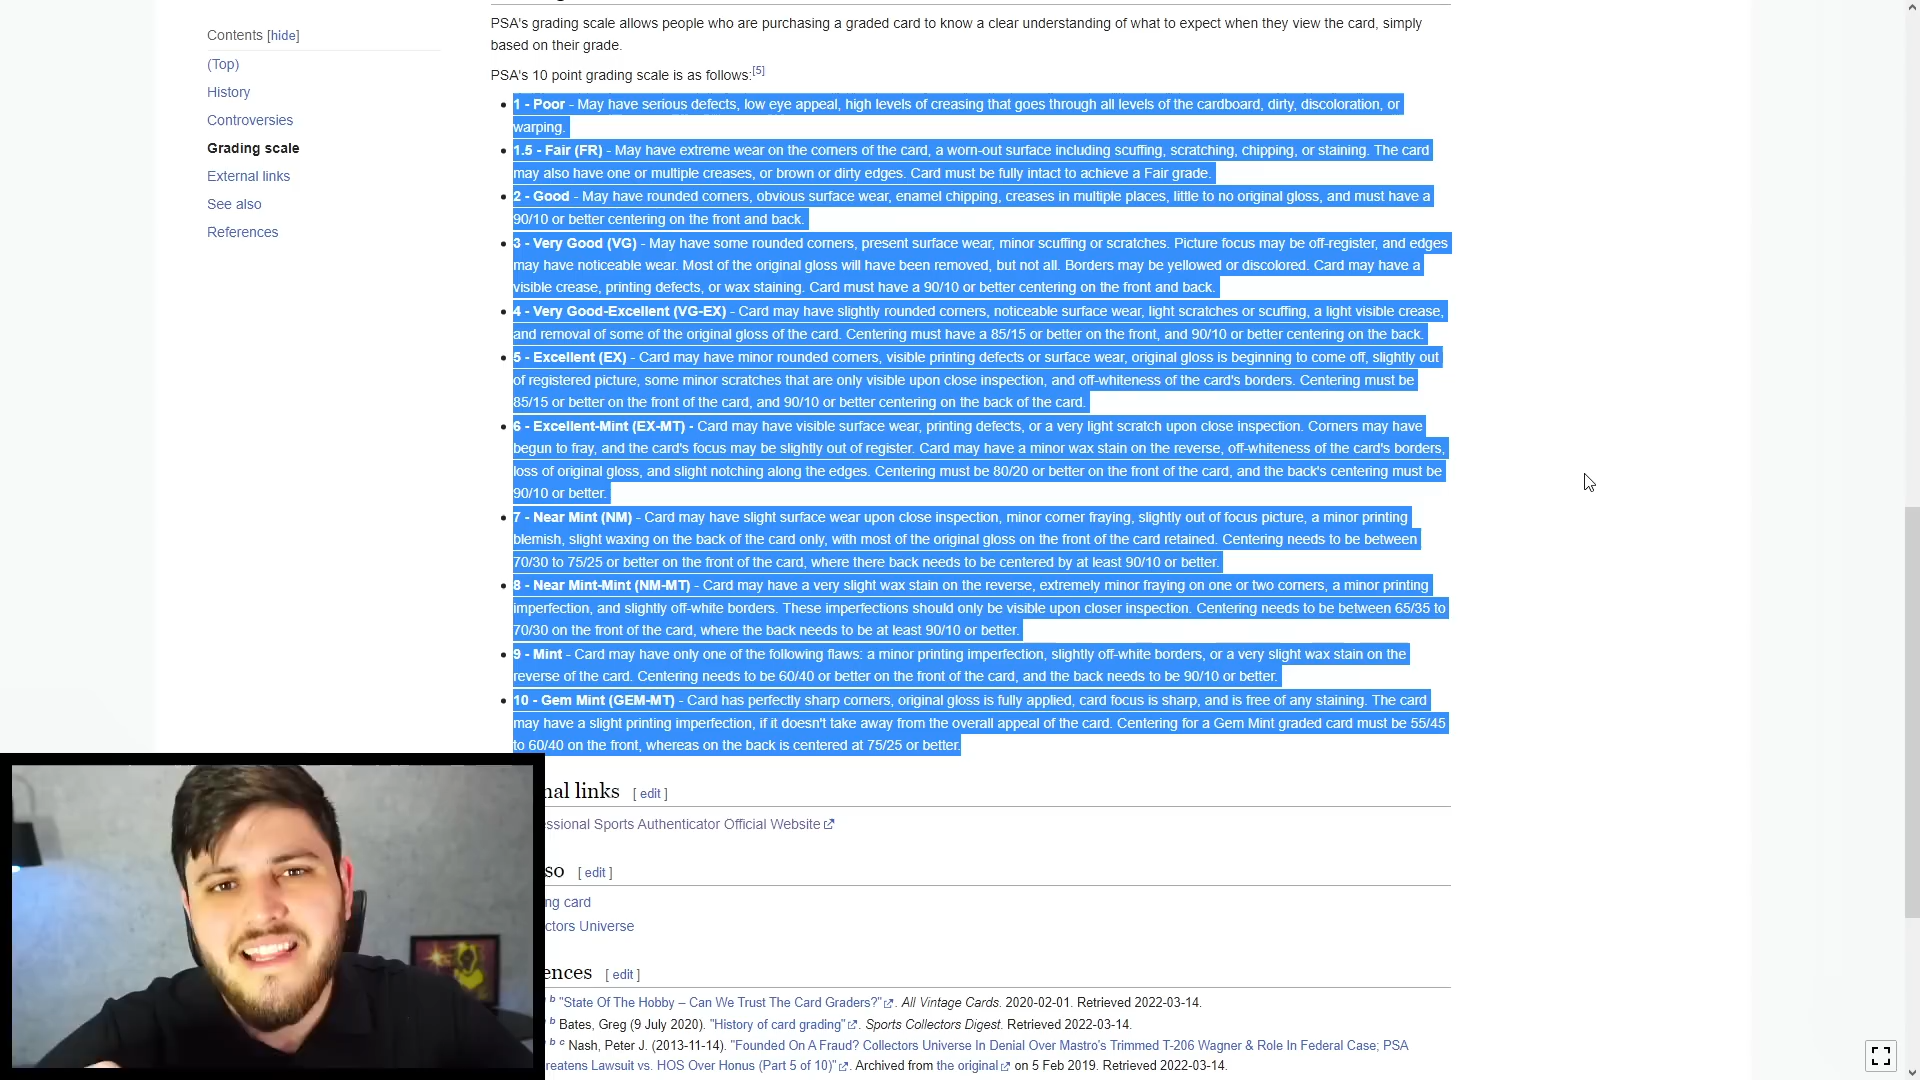 Contents [hide]
(Top)
History
Controversies
Grading scale
External links
See also
References
PSA's grading scale allows people who are purchasing a graded card to know a clear understanding of what to expect when they view the card, simply
based on their grade.
PSA's 10 point grading scale is as follows:[5]
• 1 - Poor - May have serious defects, low eye appeal, high levels of creasing that goes through all levels of the cardboard, dirty, discoloration, or
warping.
• 1.5 - Fair (FR) - May have extreme wear on the corners of the card, a worn-out surface including scuffing, scratching, chipping, or staining. The card
may also have one or multiple creases, or brown or dirty edges. Card must be fully intact to achieve a Fair grade.
• 2 - Good - May have rounded corners, obvious surface wear, enamel chipping, creases in multiple places, little to no original gloss, and must have a
90/10 or better centering on the front and back.
• 3 - Very Good (VG) - May have some rounded corners, present surface wear, minor scuffing or scratches. Picture focus may be off-register, and edges
may have noticeable wear. Most of the original gloss will have been removed, but not all. Borders may be yellowed or discolored. Card may have a
visible crease, printing defects, or wax staining. Card must have a 90/10 or better centering on the front and back.
• 4 - Very Good-Excellent (VG-EX) - Card may have slightly rounded corners, noticeable surface wear, light scratches or scuffing, a light visible crease,
and removal of some of the original gloss of the card. Centering must have a 85/15 or better on the front, and 90/10 or better centering on the back.
• 5 - Excellent (EX) - Card may have minor rounded corners, visible printing defects or surface wear, original gloss is beginning to come off, slightly out
of registered picture, some minor scratches that are only visible upon close inspection, and off-whiteness of the card's borders. Centering must be
85/15 or better on the front of the card, and 90/10 or better centering on the back of the card.
• 6 - Excellent-Mint (EX-MT) - Card may have visible surface wear, printing defects, or a very light scratch upon close inspection. Corners may have
begun to fray, and the card's focus may be slightly out of register. Card may have a minor wax stain on the reverse, off-whiteness of the card's borders,
loss of original gloss, and slight notching along the edges. Centering must be 80/20 or better on the front of the card, and the back's centering must be
90/10 or better.
• 7 - Near Mint (NM) - Card may have slight surface wear upon close inspection, minor corner fraying, slightly out of focus picture, a minor printing
blemish, slight waxing on the back of the card only, with most of the original gloss on the front of the card retained. Centering needs to be between
70/30 to 75/25 or better on the front of the card, where there back needs to be centered by at least 90/10 or better.
• 8 - Near Mint-Mint (NM-MT) - Card may have a very slight wax stain on the reverse, extremely minor fraying on one or two corners, a minor printing
imperfection, and slightly off-white borders. These imperfections should only be visible upon closer inspection. Centering needs to be between 65/35 to
70/30 on the front of the card, where the back needs to be at least 90/10 or better.
• 9 - Mint - Card may have only one of the following flaws: a minor printing imperfection, slightly off-white borders, or a very slight wax stain on the
reverse of the card. Centering needs to be 60/40 or better on the front of the card, and the back needs to be 90/10 or better.
• 10 - Gem Mint (GEM-MT) - Card has perfectly sharp corners, original gloss is fully applied, card focus is sharp, and is free of any staining. The card
may have a slight printing imperfection, if it doesn't take away from the overall appeal of the card. Centering for a Gem Mint graded card must be 55/45
to 60/40 on the front, whereas on the back is centered at 75/25 or better.
nal links [ edit ]
essional Sports Authenticator Official Website
so [ edit ]
ng card
ctors Universe
ences [ edit ]
b "State Of The Hobby – Can We Trust The Card Graders?". All Vintage Cards. 2020-02-01. Retrieved 2022-03-14.
b Bates, Greg (9 July 2020). "History of card grading". Sports Collectors Digest. Retrieved 2022-03-14.
b c Nash, Peter J. (2013-11-14). "Founded On A Fraud? Collectors Universe In Denial Over Mastro's Trimmed T-206 Wagner & Role In Federal Case; PSA
reatens Lawsuit vs. HOS Over Honus (Part 5 of 10)". Archived from the original on 5 Feb 2019. Retrieved 2022-03-14.